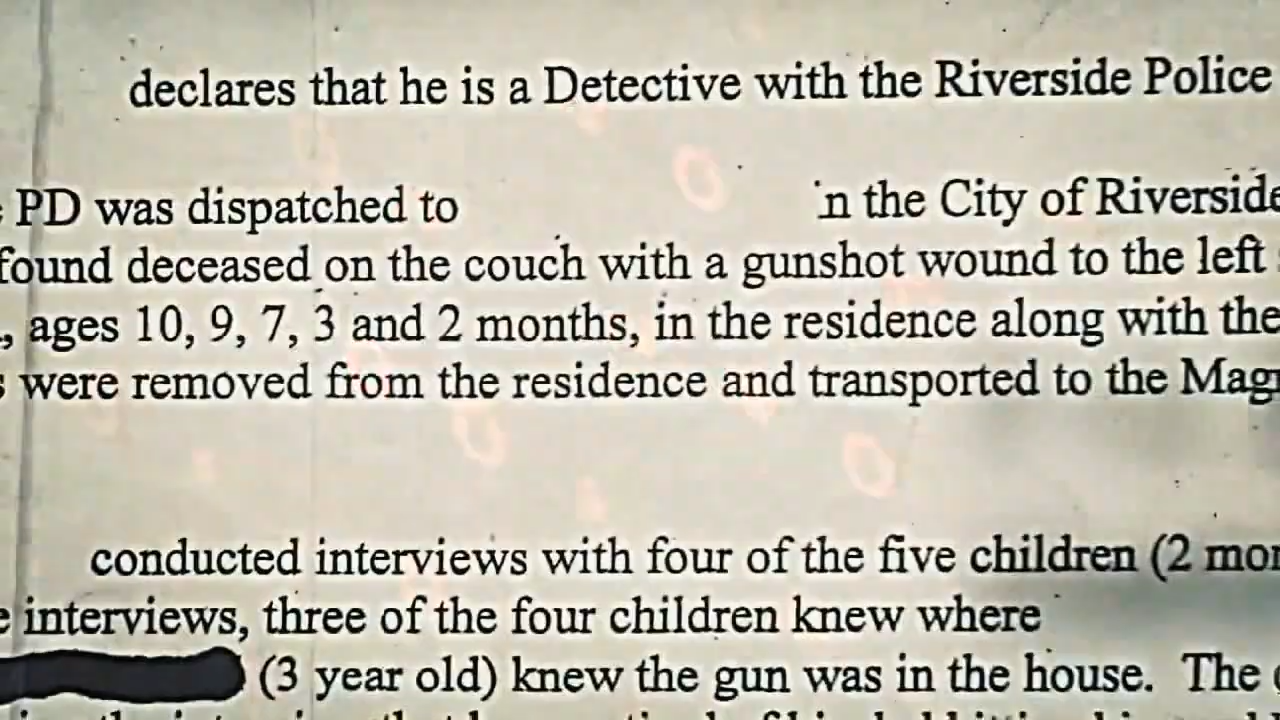 declares that he is a Detective with the Riverside Police
PD was dispatched to 'n the City of Riverside
found deceased on the couch with a gunshot wound to the left
, ages 10, 9, 7, 3 and 2 months, in the residence along with the
were removed from the residence and transported to the Mag
conducted interviews with four of the five children (2 mo
interviews, three of the four children knew where
(3 year old) knew the gun was in the house. The